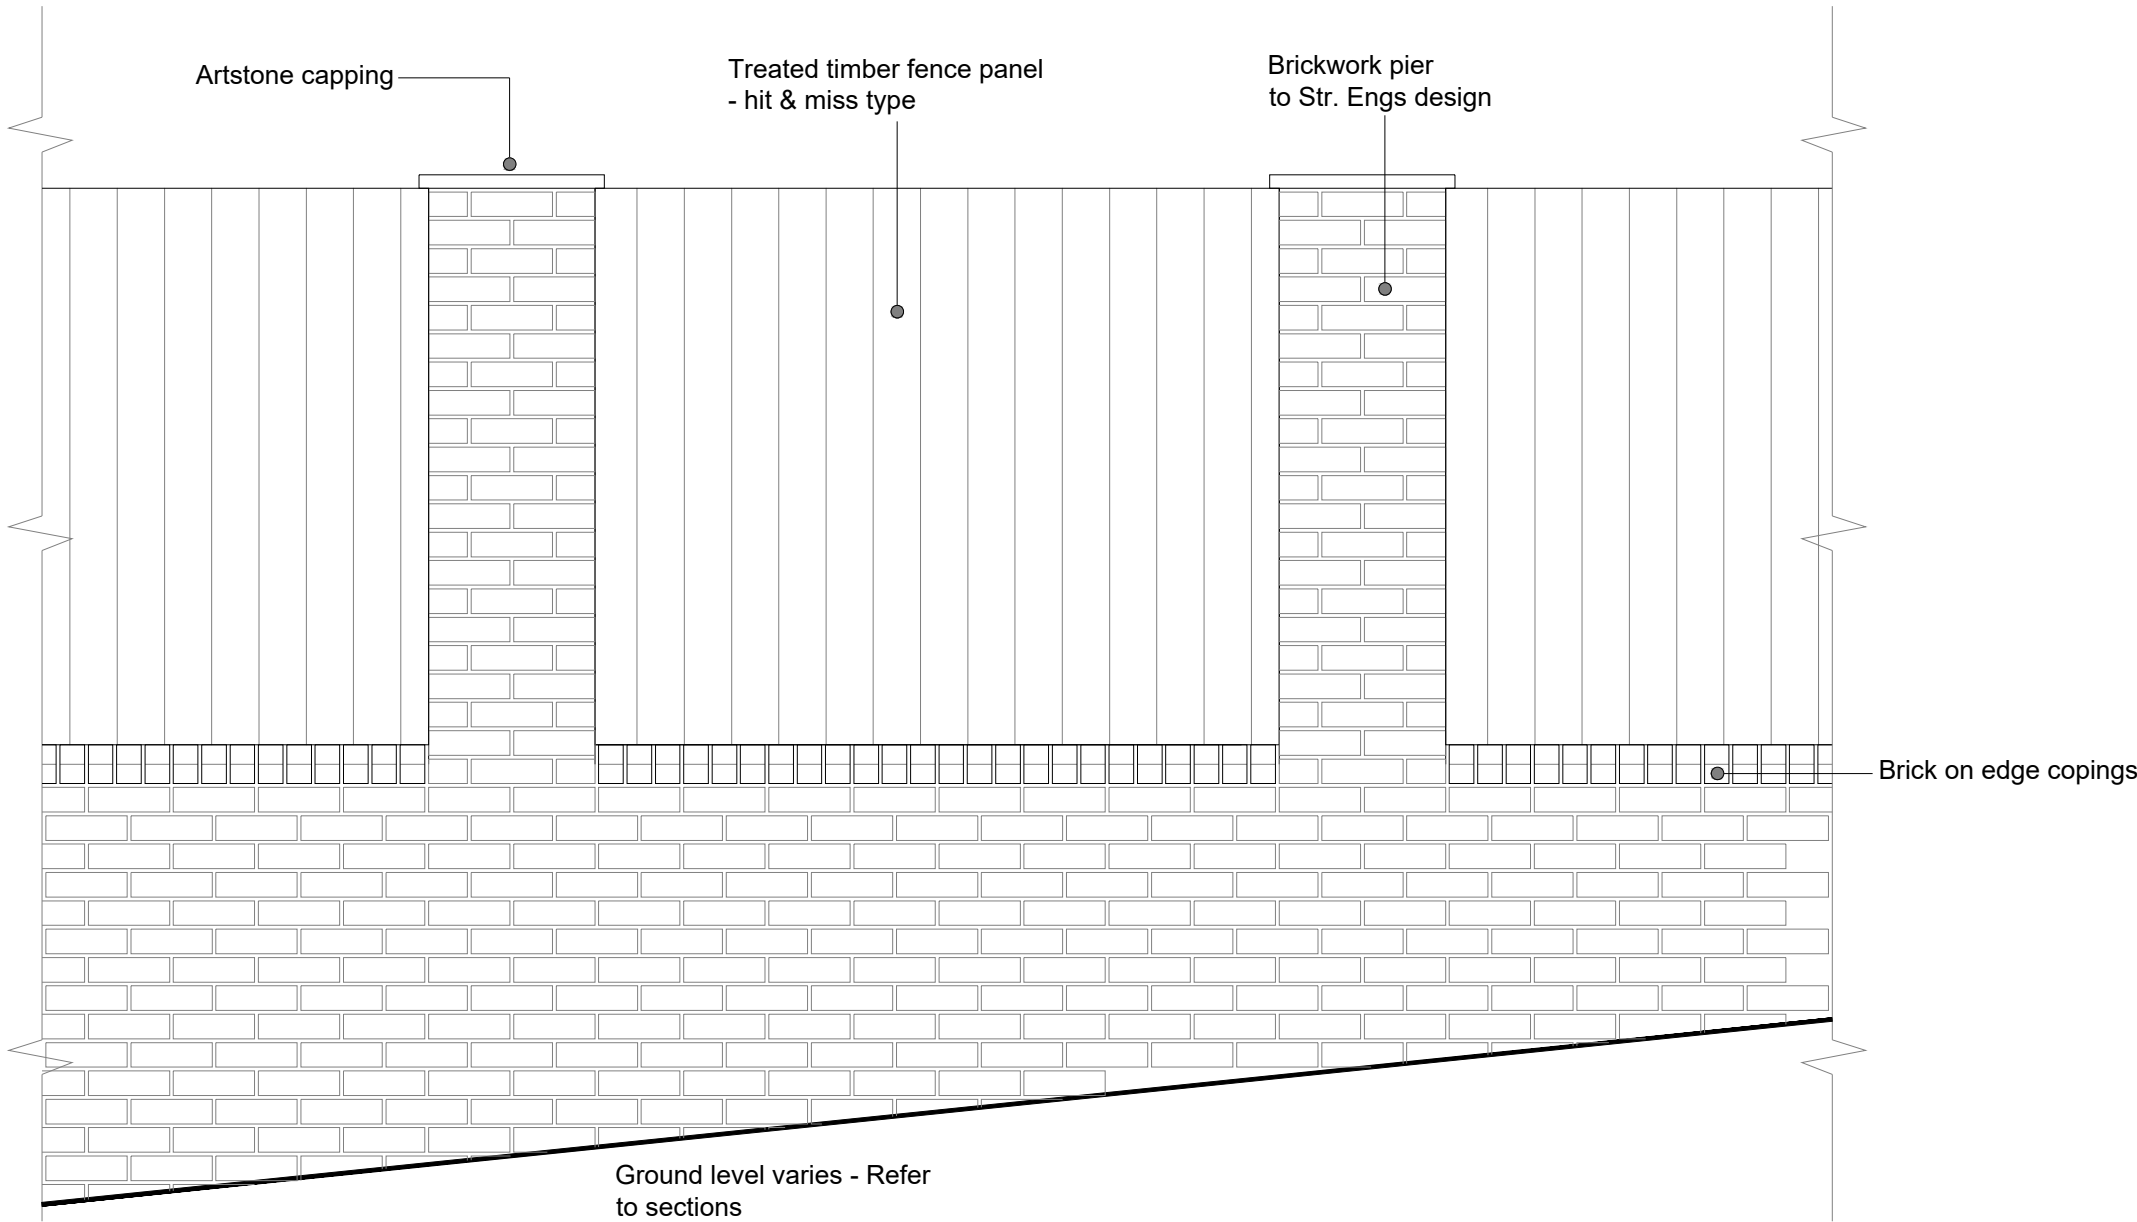 Artstone capping
Treated timber fence panel
- hit & miss type
Brickwork pier
to Str. Engs design
Brick on edge copings
Ground level varies - Refer
to sections